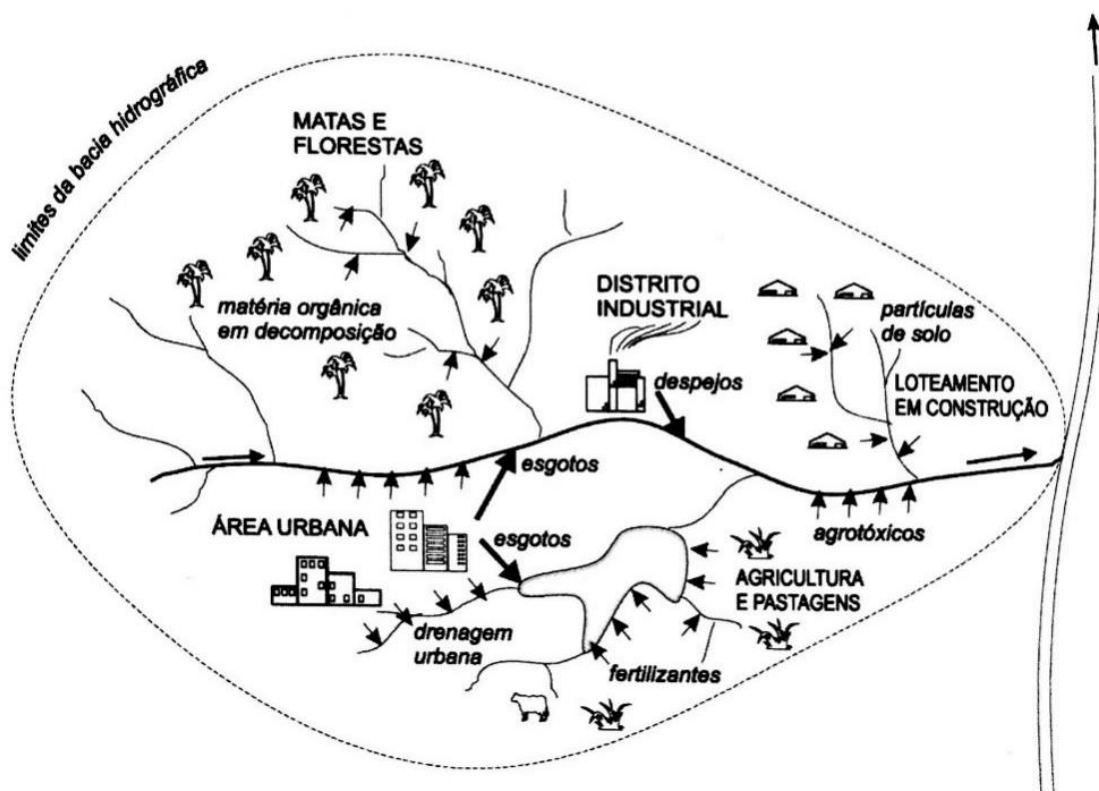 limites da bacia hidrográfica
MATAS E
FLORESTAS
matéria orgânica
em decomposição
DISTRITO
INDUSTRIAL
despejos
partículas
de solo
LOTEAMENTO
EM CONSTRUÇÃO
esgotos
ÁREA URBANA
esgotos
agrotóxicos
AGRICULTURA
E PASTAGENS
drenagem
urbana
fertilizantes